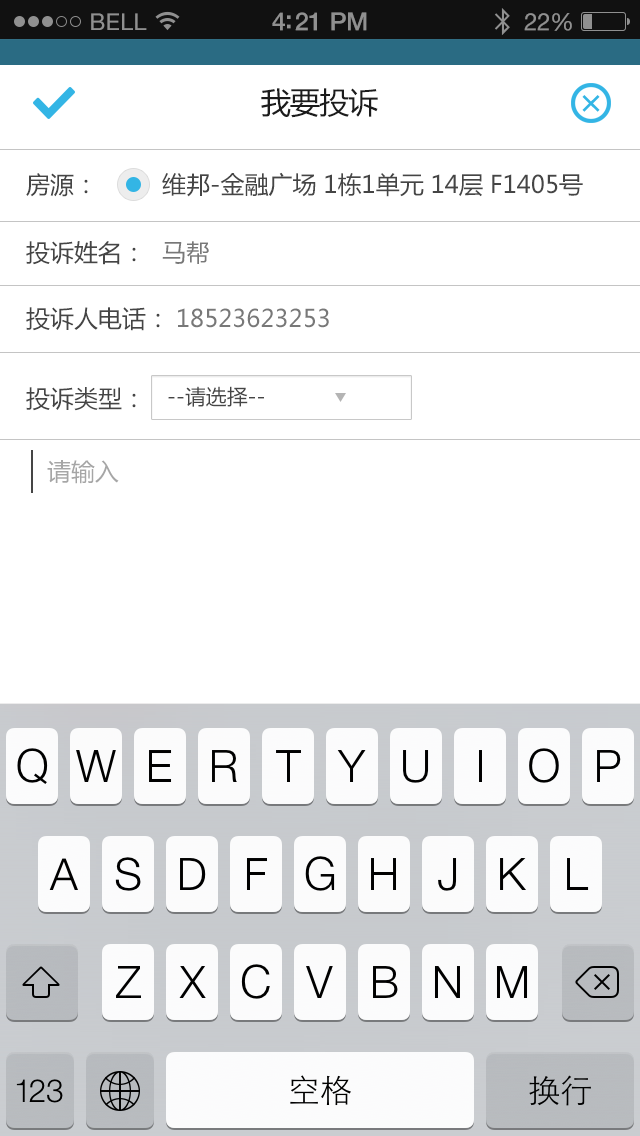 BELL 4:21 PM 22%
我要投诉
房源： 维邦-金融广场 1栋1单元 14层 F1405号
投诉姓名： 马帮
投诉人电话： 18523623253
投诉类型： --请选择--
请输入
Q W E R T Y U I O P
A S D F G H J K L
Z X C V B N M
123 空格 换行